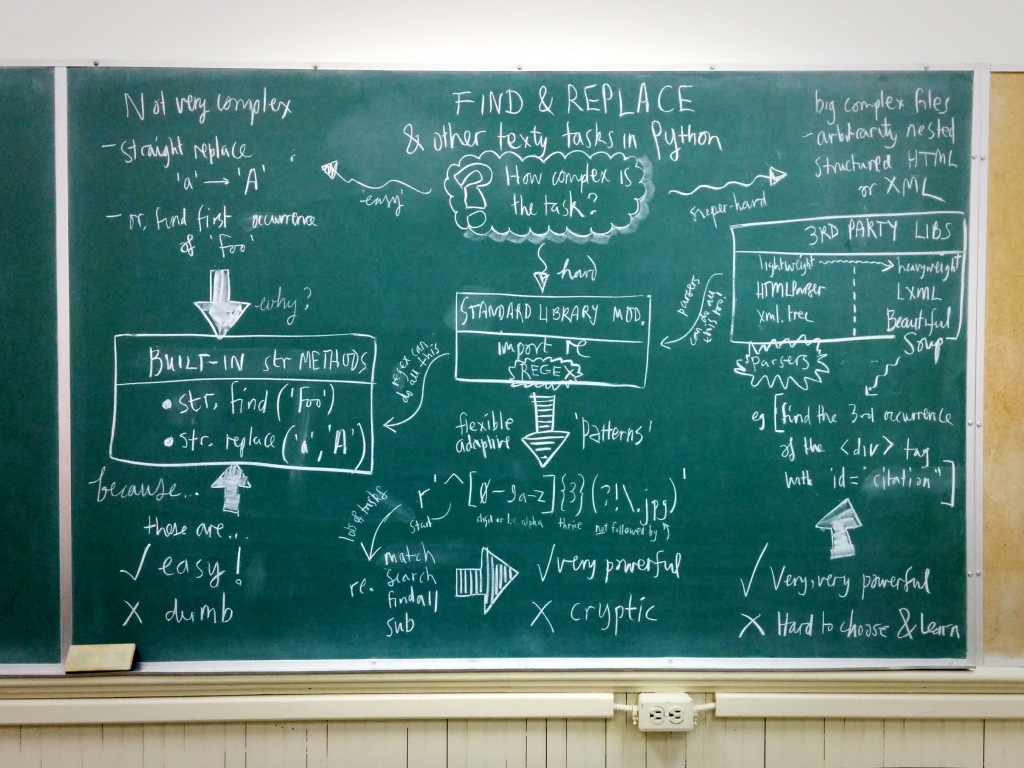 FIND & REPLACE
& other texty tasks in Python
? How complex is
the task?
easy
hard
super-hard
Not very complex
- straight replace
'a' → 'A'
- or, find first occurrence
of 'Foo'
why?
BUILT-IN str METHODS
• str. find ('Foo')
• str. replace ('a', 'A')
because...
these are...
✓ easy!
X dumb
regex can
do all this
STANDARD LIBRARY MOD.
import re
REGEX
flexible
adaptive
'patterns'
r'^[0-9a-z]{3}(?!\.jpg)'
start
digit or l.c. alpha
thrice
not followed by
lots of tasks
re.
match
search
findall
sub
✓ very powerful
X cryptic
parsers
can do any
this too!
big complex files
- arbitrarity nested
structured HTML
or XML
3RD PARTY LIBS
lightweight → heavyweight
HTMLParser
LXML
xml.tree
Beautiful
Soup
parsers
eg [find the 3rd occurrence
of the <div> tag
with id="citation"]
✓ Very, very powerful
X Hard to choose & learn